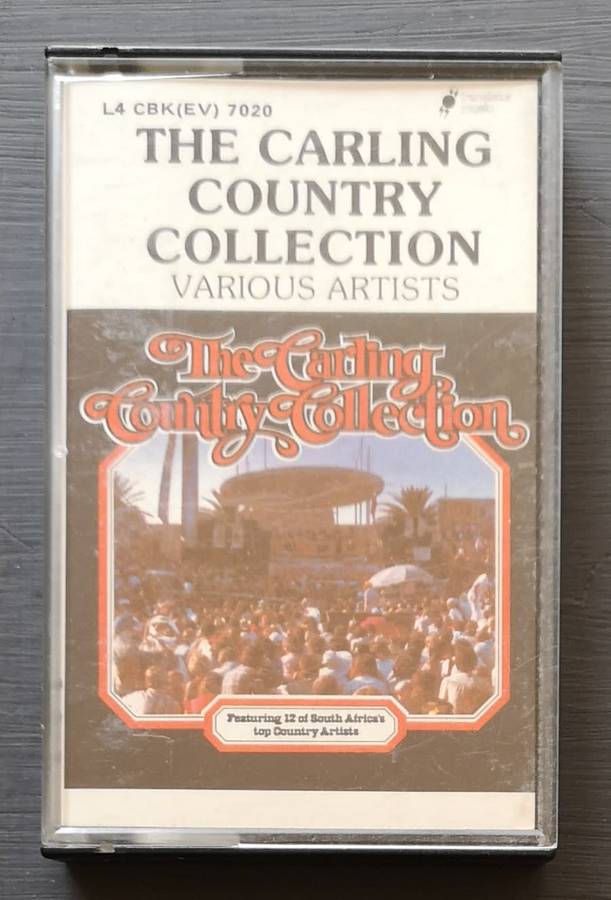 L4 CBK(EV) 7020
THE CARLING
COUNTRY
COLLECTION
VARIOUS ARTISTS
The Carling
Country Collection
Featuring 12 of South Africa's
top Country Artists